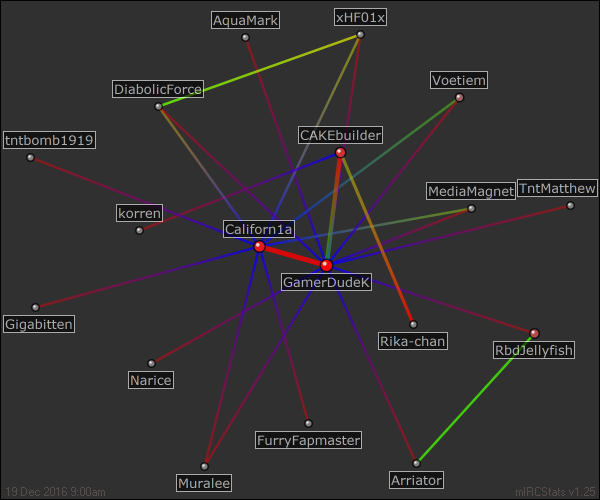 AquaMark
xHF01x
Voetiem
DiabolicForce
CAKEbuilder
tntbomb1919
MediaMagnet
TntMatthew
korren
Californ1a
GamerDudeK
Gigabitten
Rika-chan
RbdJellyfish
Narice
FurryFapmaster
Muralee
Arriator
19 Dec 2016 9:00am
mIRCStats v1.25